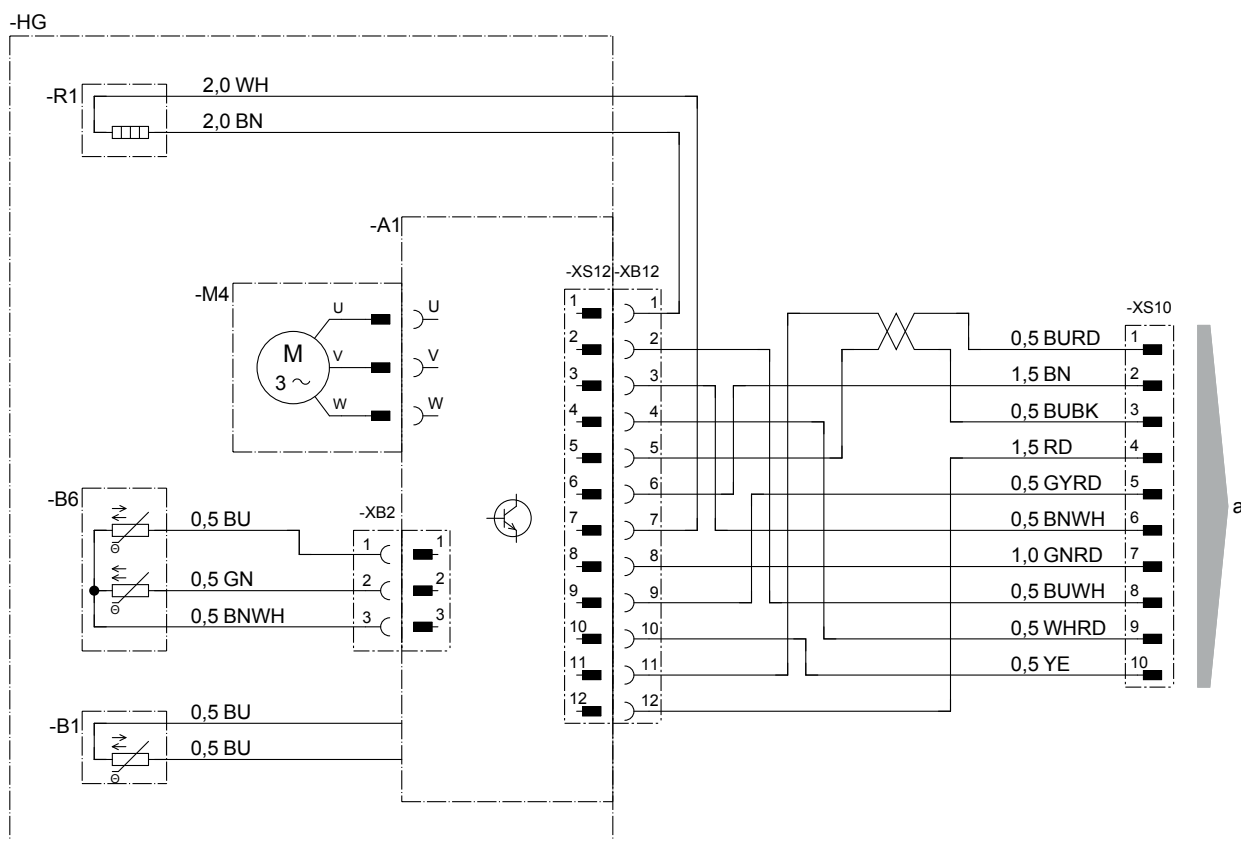 -HG
-R1
2,0 WH
2,0 BN
-A1
-M4
M
3 ~
U
V
W
U
V
W
-XS12
-XB12
1
2
3
4
5
6
7
8
9
10
11
12
1
2
3
4
5
6
7
8
9
10
11
12
-XS10
0,5 BURD 1
1,5 BN 2
0,5 BUBK 3
1,5 RD 4
0,5 GYRD 5
0,5 BNWH 6
1,0 GNRD 7
0,5 BUWH 8
0,5 WHRD 9
0,5 YE 10
a
-B6
Θ
Θ
0,5 BU
0,5 GN
0,5 BNWH
-XB2
1
2
3
1
2
3
-B1
Θ
0,5 BU
0,5 BU